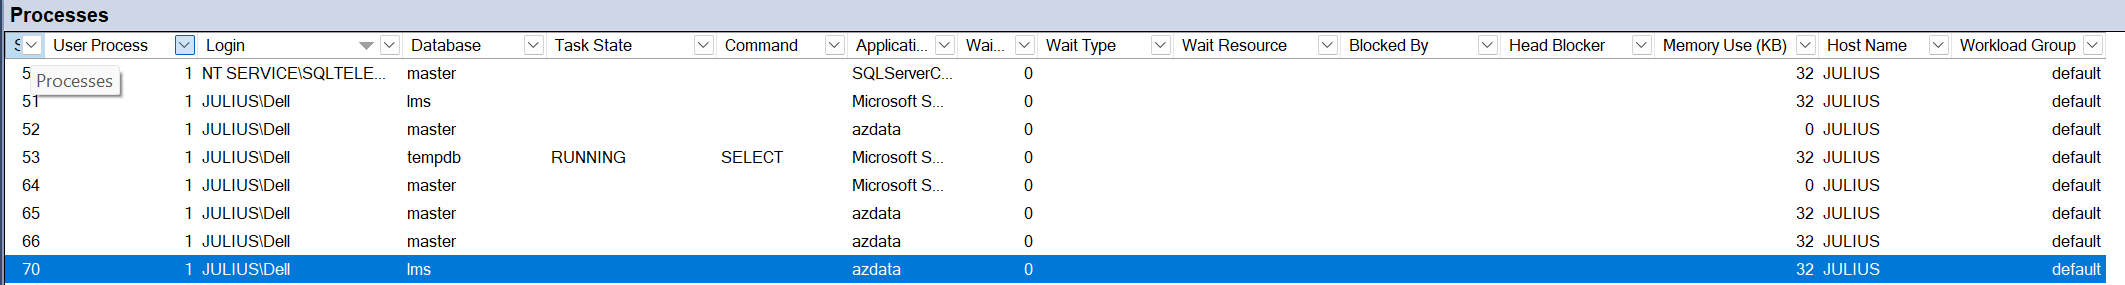 Processes
S User Process Login Database Task State Command Applicati... Wai... Wait Type Wait Resource Blocked By Head Blocker Memory Use (KB) Host Name Workload Group
1 NT SERVICE\SQLTELE... master SQLServerC... 0 32 JULIUS default
Processes
51 1 JULIUS\Dell lms Microsoft S... 0 32 JULIUS default
52 1 JULIUS\Dell master azdata 0 0 JULIUS default
53 1 JULIUS\Dell tempdb RUNNING SELECT Microsoft S... 0 32 JULIUS default
64 1 JULIUS\Dell master Microsoft S... 0 0 JULIUS default
65 1 JULIUS\Dell master azdata 0 32 JULIUS default
66 1 JULIUS\Dell master azdata 0 32 JULIUS default
70 1 JULIUS\Dell lms azdata 0 32 JULIUS default